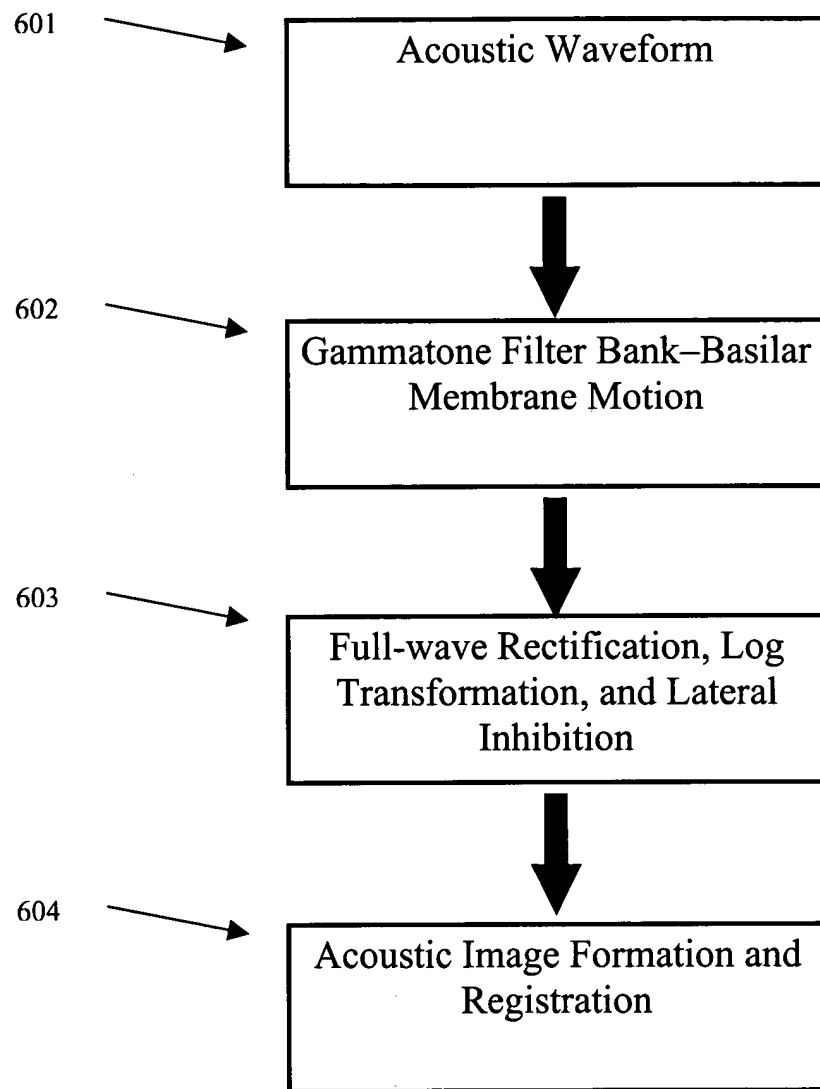 601
Acoustic Waveform
602
Gammatone Filter Bank–Basilar
Membrane Motion
603
Full-wave Rectification, Log
Transformation, and Lateral
Inhibition
604
Acoustic Image Formation and
Registration